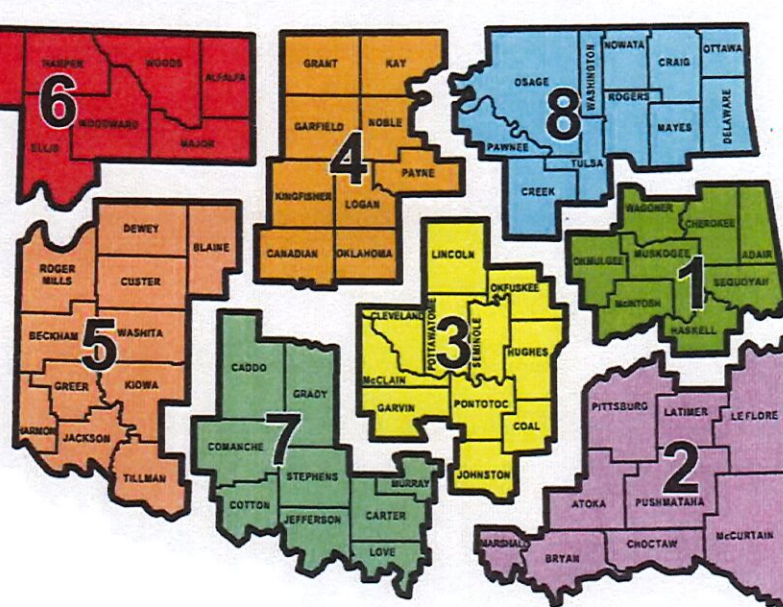 HARPER
WOODS
ALFALFA
6
WOODWARD
ELLIS
MAJOR
GRANT
KAY
GARFIELD
NOBLE
4
PAYNE
KINGFISHER
LOGAN
CANADIAN
OKLAHOMA
OSAGE
WASHINGTON
NOWATA
CRAIG
OTTAWA
8
ROGERS
MAYES
DELAWARE
PAWNEE
TULSA
CREEK
WAGONER
CHEROKEE
OKMULGEE
MUSKOGEE
ADAIR
1
SEQUOYAH
McINTOSH
HASKELL
DEWEY
BLAINE
ROGER
MILLS
CUSTER
BECKHAM
5
WASHITA
GREER
KIOWA
HARMON
JACKSON
TILLMAN
LINCOLN
OKFUSKEE
CLEVELAND
POTTAWATOMIE
3
SEMINOLE
HUGHES
McCLAIN
GARVIN
PONTOTOC
COAL
JOHNSTON
CADDO
GRADY
7
COMANCHE
STEPHENS
MURRAY
COTTON
JEFFERSON
CARTER
LOVE
PITTSBURG
LATIMER
LEFLORE
2
ATOKA
PUSHMATAHA
MARSHALL
BRYAN
CHOCTAW
McCURTAIN